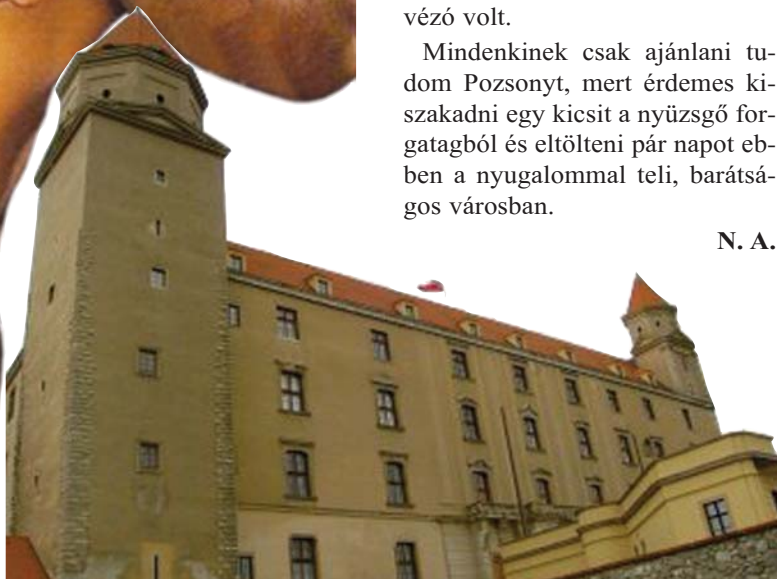 vézó volt.
Mindenkinek csak ajánlani tu-
dom Pozsonyt, mert érdemes ki-
szakadni egy kicsit a nyüzsgő for-
gatagból és eltölteni pár napot eb-
ben a nyugalommal teli, barátsá-
gos városban.
N. A.